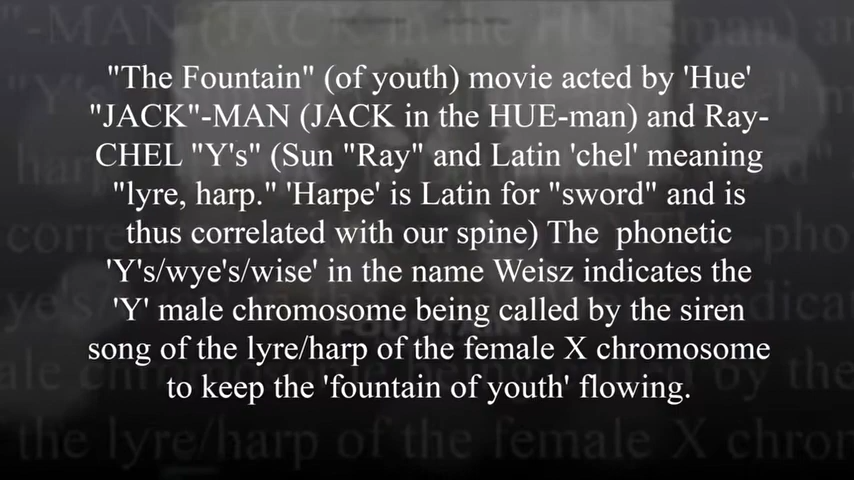 "The Fountain" (of youth) movie acted by 'Hue'
"JACK"-MAN (JACK in the HUE-man) and Ray-
CHEL "Y's" (Sun "Ray" and Latin 'chel' meaning
"lyre, harp." 'Harpe' is Latin for "sword" and is
thus correlated with our spine) The  phonetic
'Y's/wye's/wise' in the name Weisz indicates the
'Y' male chromosome being called by the siren
song of the lyre/harp of the female X chromosome
to keep the 'fountain of youth' flowing.